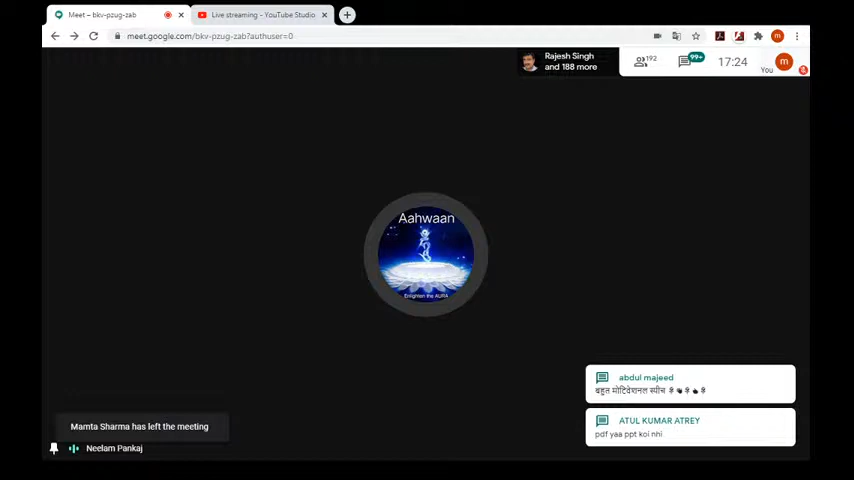 Meet – bkv-pzug-zab
Live streaming - YouTube Studio
meet.google.com/bkv-pzug-zab?authuser=0
m
Rajesh Singh
and 188 more
192
99+
17:24
You
m
Aahwaan
Enlighten the AURA
abdul majeed
बहुत मोटिवेशनल स्पीच
ATUL KUMAR ATREY
pdf yaa ppt koi nhi
Mamta Sharma has left the meeting
Neelam Pankaj